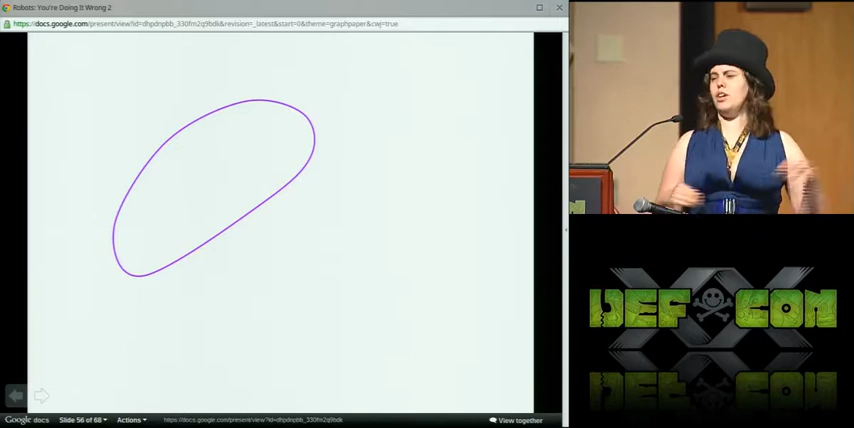 Robots: You're Doing It Wrong 2
https://docs.google.com/present/view?id=dhpdnpbb_330fm2q9bdk&revision=_latest&start=0&theme=graphpaper&cwj=true
DEFCON
XX
Google docs
Slide 56 of 68
Actions
https://docs.google.com/present/view?id=dhpdnpbb_330fm2q9bdk
View together